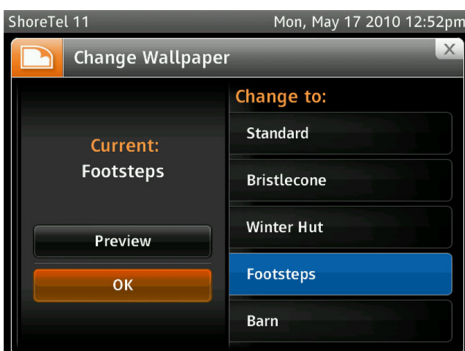 ShoreTel 11 Mon, May 17 2010 12:52pm
Change Wallpaper X
Current:
Footsteps
Preview
OK
Change to:
Standard
Bristlecone
Winter Hut
Footsteps
Barn